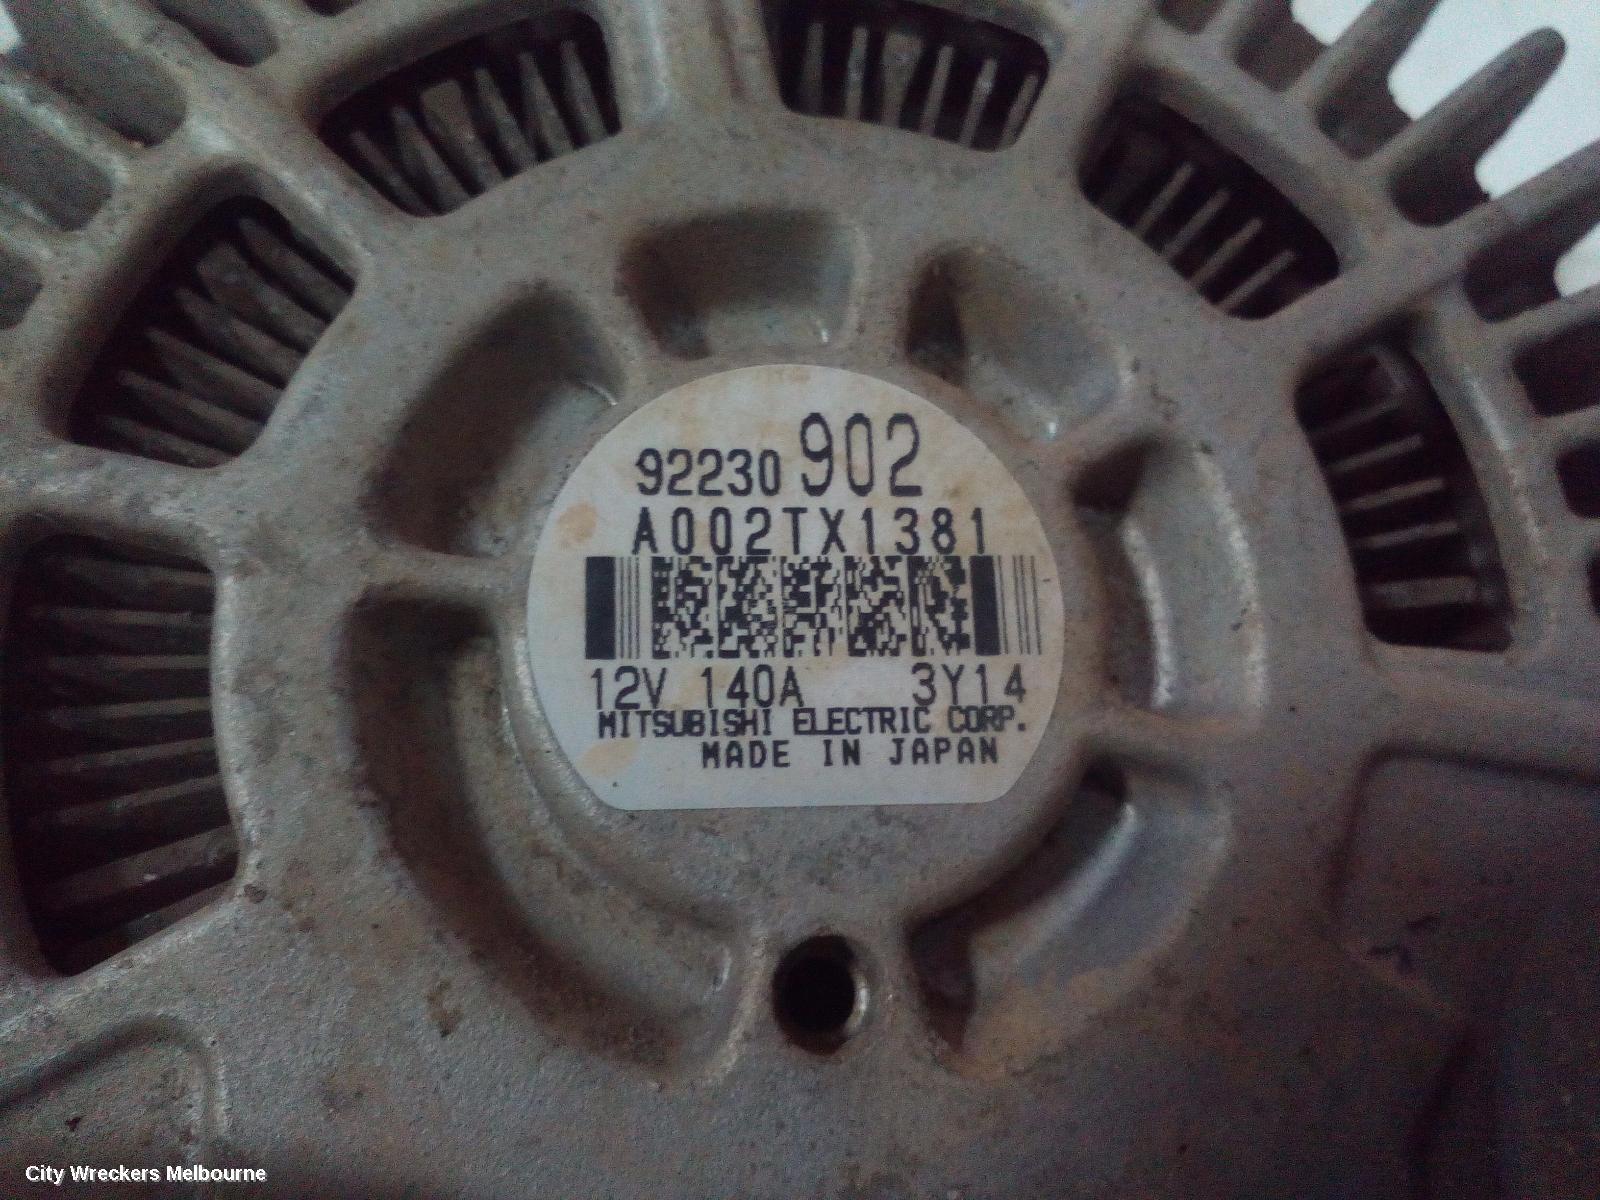 92230 902
A002TX1381
12V 140A 3Y14
MITSUBISHI ELECTRIC CORP.
MADE IN JAPAN
City Wreckers Melbourne